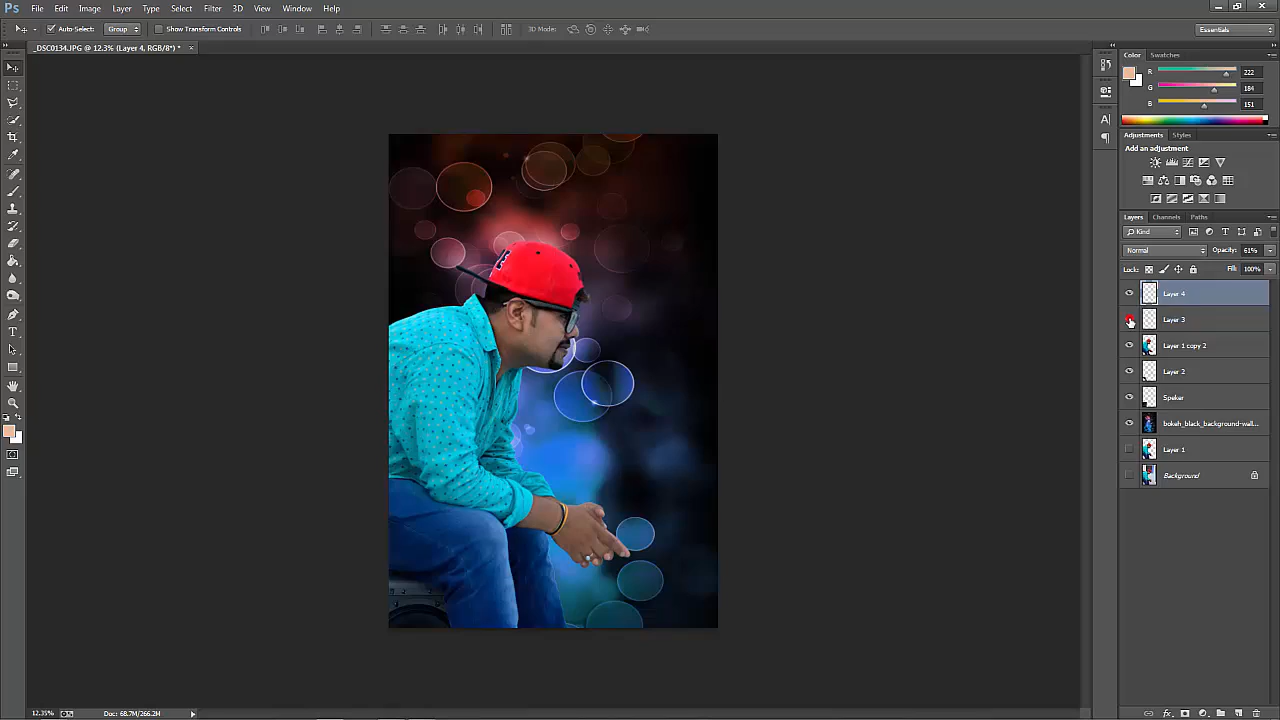 Ps File Edit Image Layer Type Select Filter 3D View Window Help
Auto-Select: Group Show Transform Controls 3D Mode: Essentials
_DSC0134.JPG @ 12.3% (Layer 4, RGB/8*) * ×
Color Swatches
R 222
G 184
B 151
Adjustments Styles
Add an adjustment
Layers Channels Paths
Kind
Normal Opacity: 61%
Lock: Fill: 100%
Layer 4
Layer 3
Layer 1 copy 2
Layer 2
Speker
bokeh_black_background-wall...
Layer 1
Background
12.35% Doc: 68.7M/266.2M